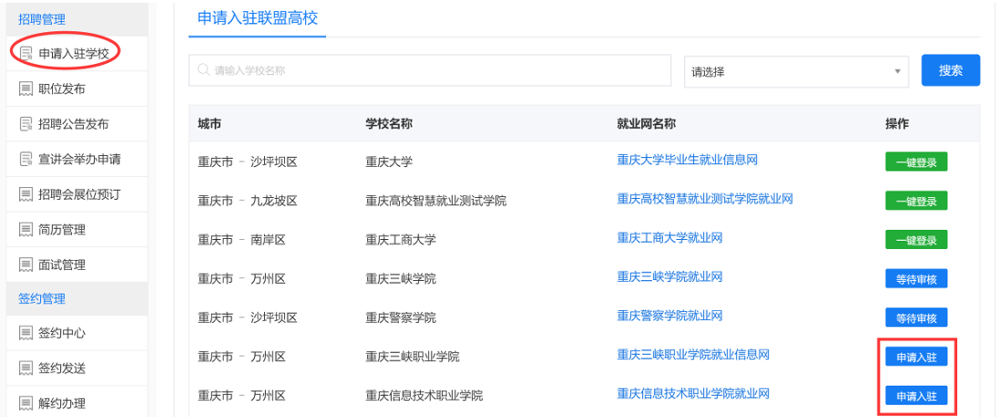 招聘管理
申请入驻学校
职位发布
招聘公告发布
宣讲会举办申请
招聘会展位预订
简历管理
面试管理
签约管理
签约中心
签约发送
解约办理
申请入驻联盟高校
请输入学校名称 请选择 搜索
城市 学校名称 就业网名称 操作
重庆市 - 沙坪坝区 重庆大学 重庆大学毕业生就业信息网 一键登录
重庆市 - 九龙坡区 重庆高校智慧就业测试学院 重庆高校智慧就业测试学院就业网 一键登录
重庆市 - 南岸区 重庆工商大学 重庆工商大学就业网 一键登录
重庆市 - 万州区 重庆三峡学院 重庆三峡学院就业网 等待审核
重庆市 - 沙坪坝区 重庆警察学院 重庆警察学院就业网 等待审核
重庆市 - 万州区 重庆三峡职业学院 重庆三峡职业学院就业信息网 申请入驻
重庆市 - 万州区 重庆信息技术职业学院 重庆信息技术职业学院就业网 申请入驻